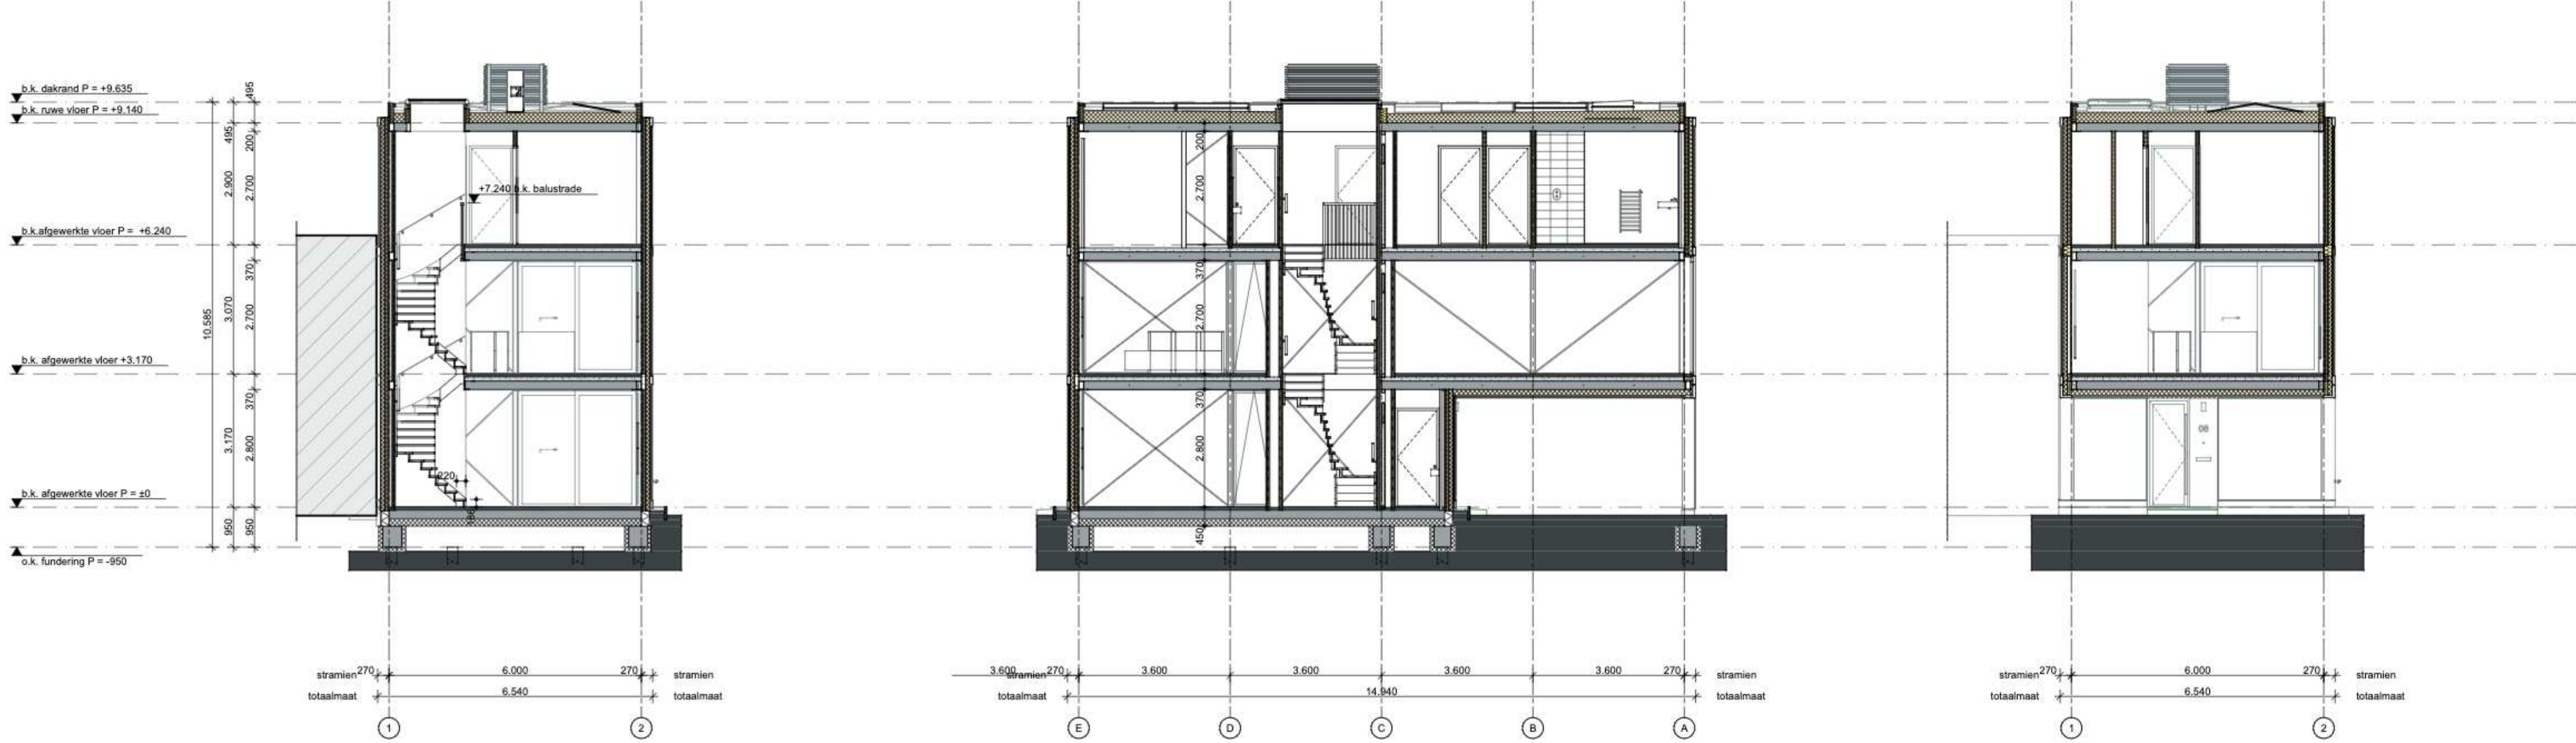 b.k. dakrand P = +9.635
b.k. ruwe vloer P = +9.140
b.k.afgewerkte vloer P = +6.240
b.k. afgewerkte vloer +3.170
b.k. afgewerkte vloer P = ±0
o.k. fundering P = -950
10.585
495
2.900
3.070
3.170
950
495
200
2.700
370
2.700
370
2.800
950
+7.240 b.k. balustrade
220
stramien
270
6.000
270
stramien
totaalmaat
6.540
totaalmaat
1
2
200
2.700
370
2.700
370
2.800
450
3.600
stramien
270
3.600
3.600
3.600
3.600
270
stramien
totaalmaat
14.940
totaalmaat
E
D
C
B
A
stramien
270
6.000
270
stramien
totaalmaat
6.540
totaalmaat
1
2